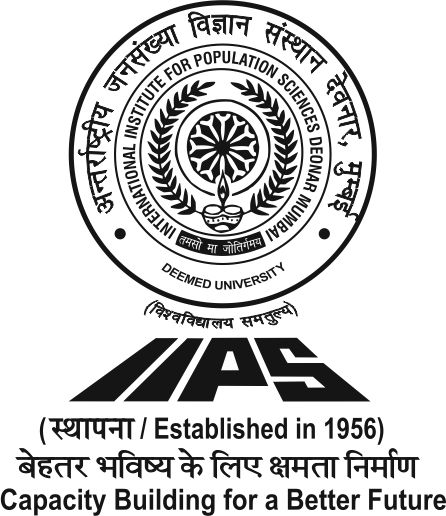 अन्तर्राष्ट्रीय जनसंख्या विज्ञान संस्थान देवनार, मुम्बई
INTERNATIONAL INSTITUTE FOR POPULATION SCIENCES DEONAR MUMBAI
तमसो मा ज्योतिर्गमय
DEEMED UNIVERSITY
(विश्वविद्यालय समतुल्य)
IIPS
(स्थापना / Established in 1956)
बेहतर भविष्य के लिए क्षमता निर्माण
Capacity Building for a Better Future